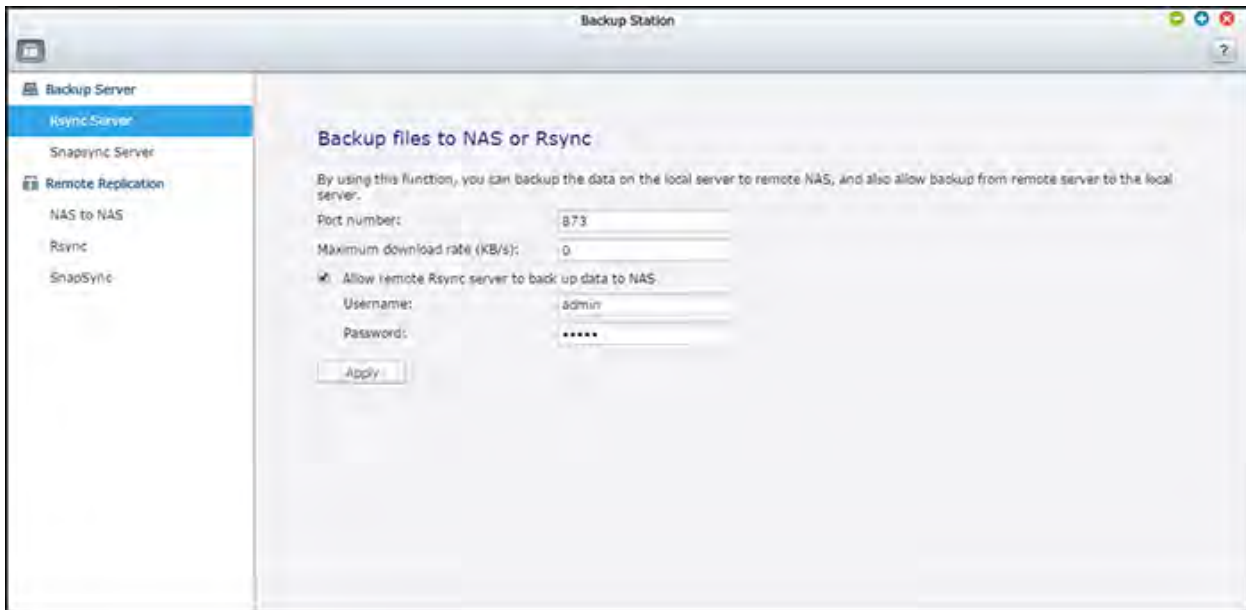 Backup Station
?
Backup Server
Rsync Server
Snapsync Server
Remote Replication
NAS to NAS
Rsync
SnapSync
Backup files to NAS or Rsync
By using this function, you can backup the data on the local server to remote NAS, and also allow backup from remote server to the local
server.
Port number: 873
Maximum download rate (KB/s): 0
Allow remote Rsync server to back up data to NAS
Username: admin
Password: •••••
Apply